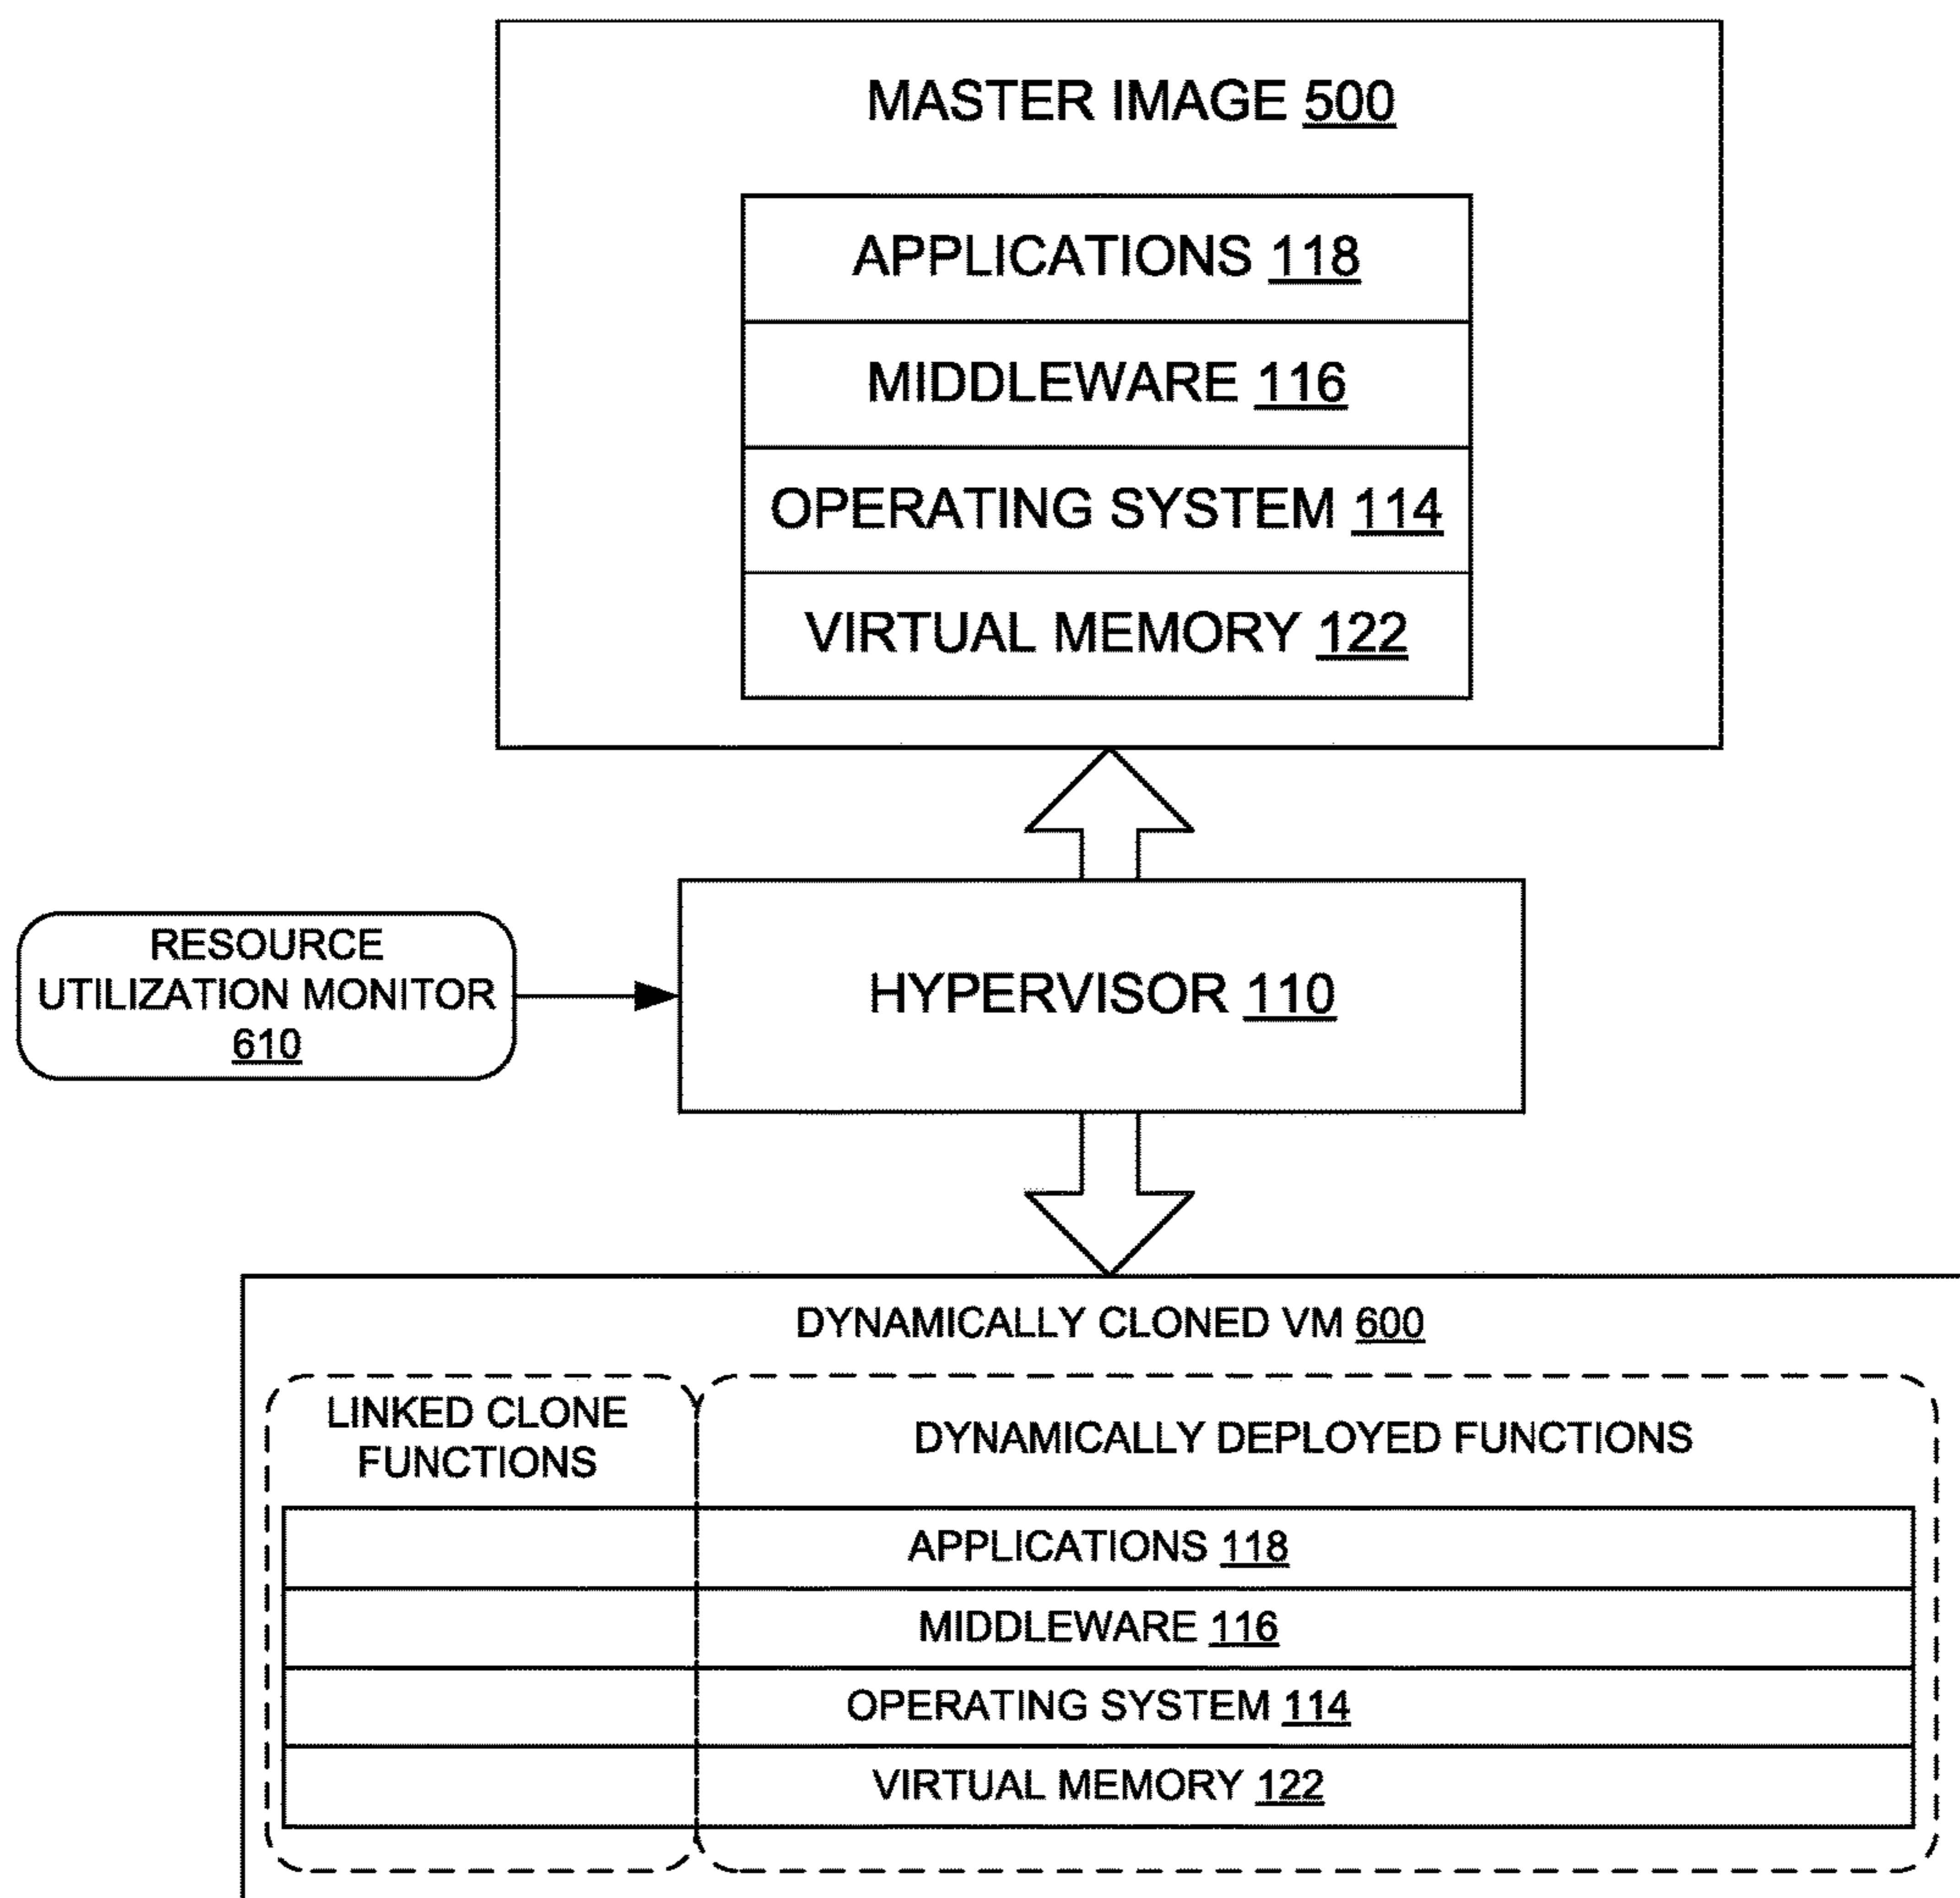 MASTER IMAGE 500
APPLICATIONS 118
MIDDLEWARE 116
OPERATING SYSTEM 114
VIRTUAL MEMORY 122
RESOURCE
UTILIZATION MONITOR
610
HYPERVISOR 110
DYNAMICALLY CLONED VM 600
LINKED CLONE
FUNCTIONS
DYNAMICALLY DEPLOYED FUNCTIONS
APPLICATIONS 118
MIDDLEWARE 116
OPERATING SYSTEM 114
VIRTUAL MEMORY 122